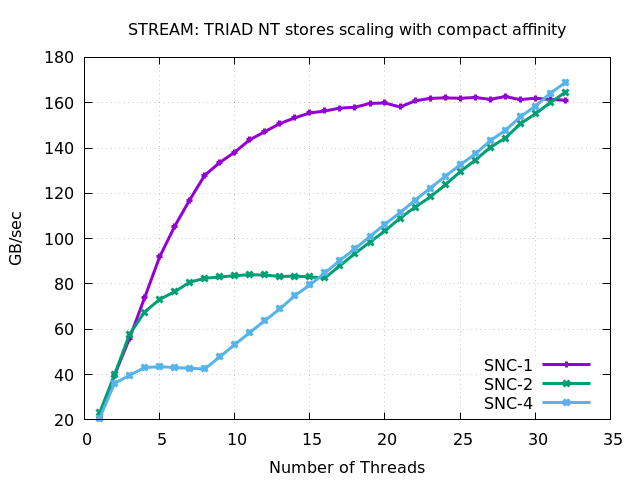 STREAM: TRIAD NT stores scaling with compact affinity
180
160
140
120
100
80
60
40
20
GB/sec
SNC-1
SNC-2
SNC-4
0 5 10 15 20 25 30 35
Number of Threads